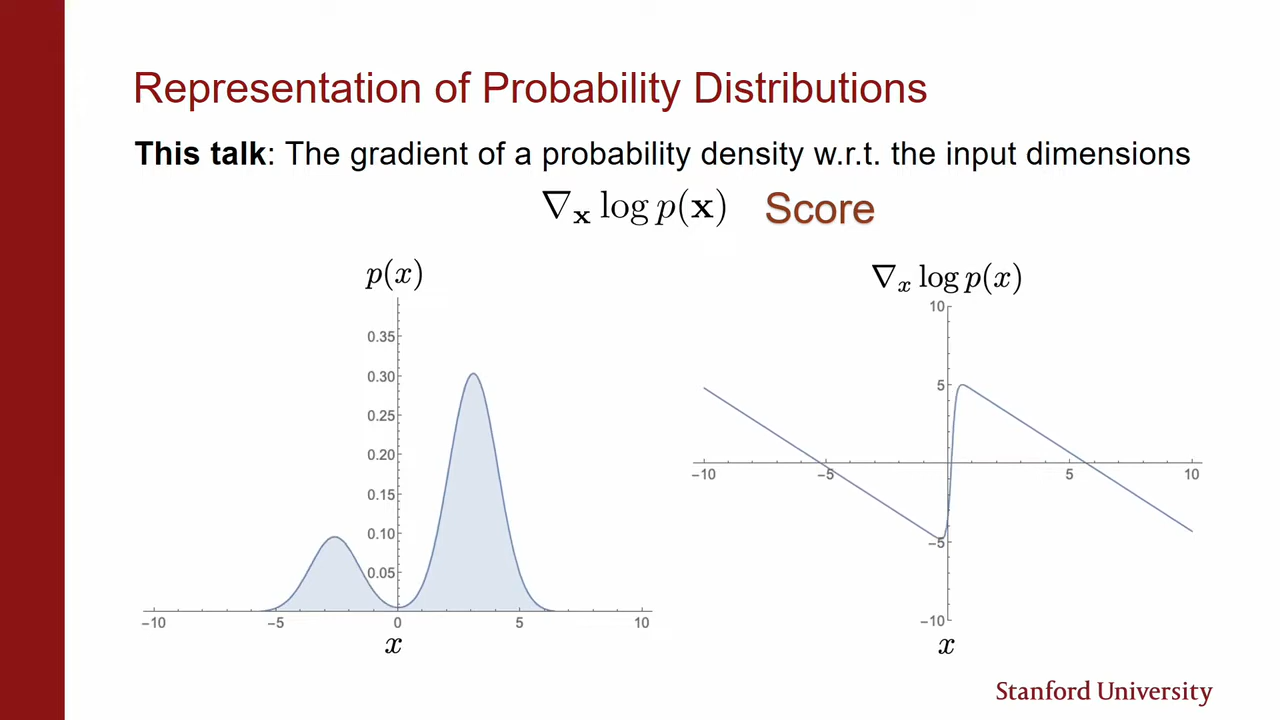 Representation of Probability Distributions
This talk: The gradient of a probability density w.r.t. the input dimensions
∇ₓ log p(x) Score
p(x)
0.35
0.30
0.25
0.20
0.15
0.10
0.05
−10 −5 0 5 10
x
∇ₓ log p(x)
10
5
−10 −5 5 10
−5
−10
x
Stanford University